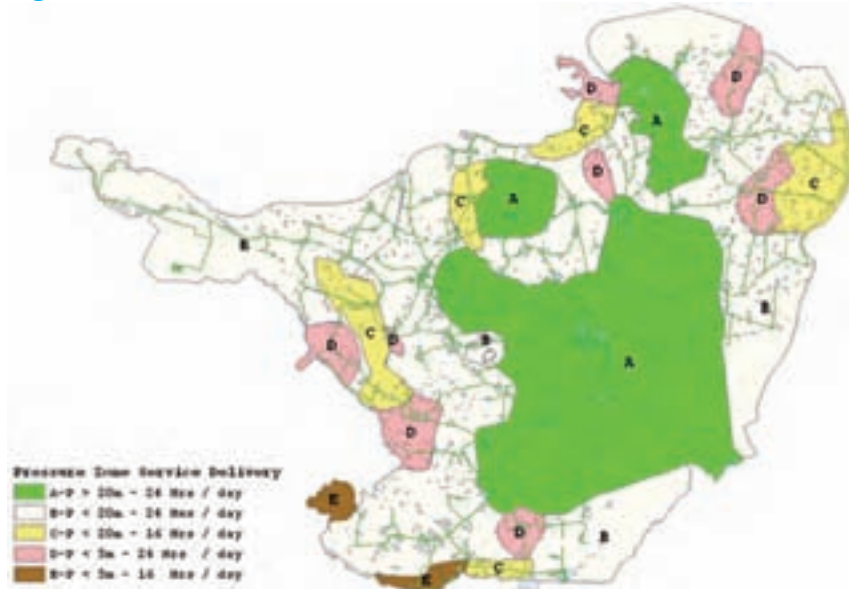 D
D
A
C
D
C
D
C
A
B
B
C
D
D
B
A
D
Pressure Zone Service Delivery
A-P > 20m - 24 Hrs / day
B-P < 20m - 24 Hrs / day
C-P < 20m - 16 Hrs / day
D-P < 5m - 24 Hrs / day
E-P < 5m - 16 Hrs / day
E
D
B
C
E